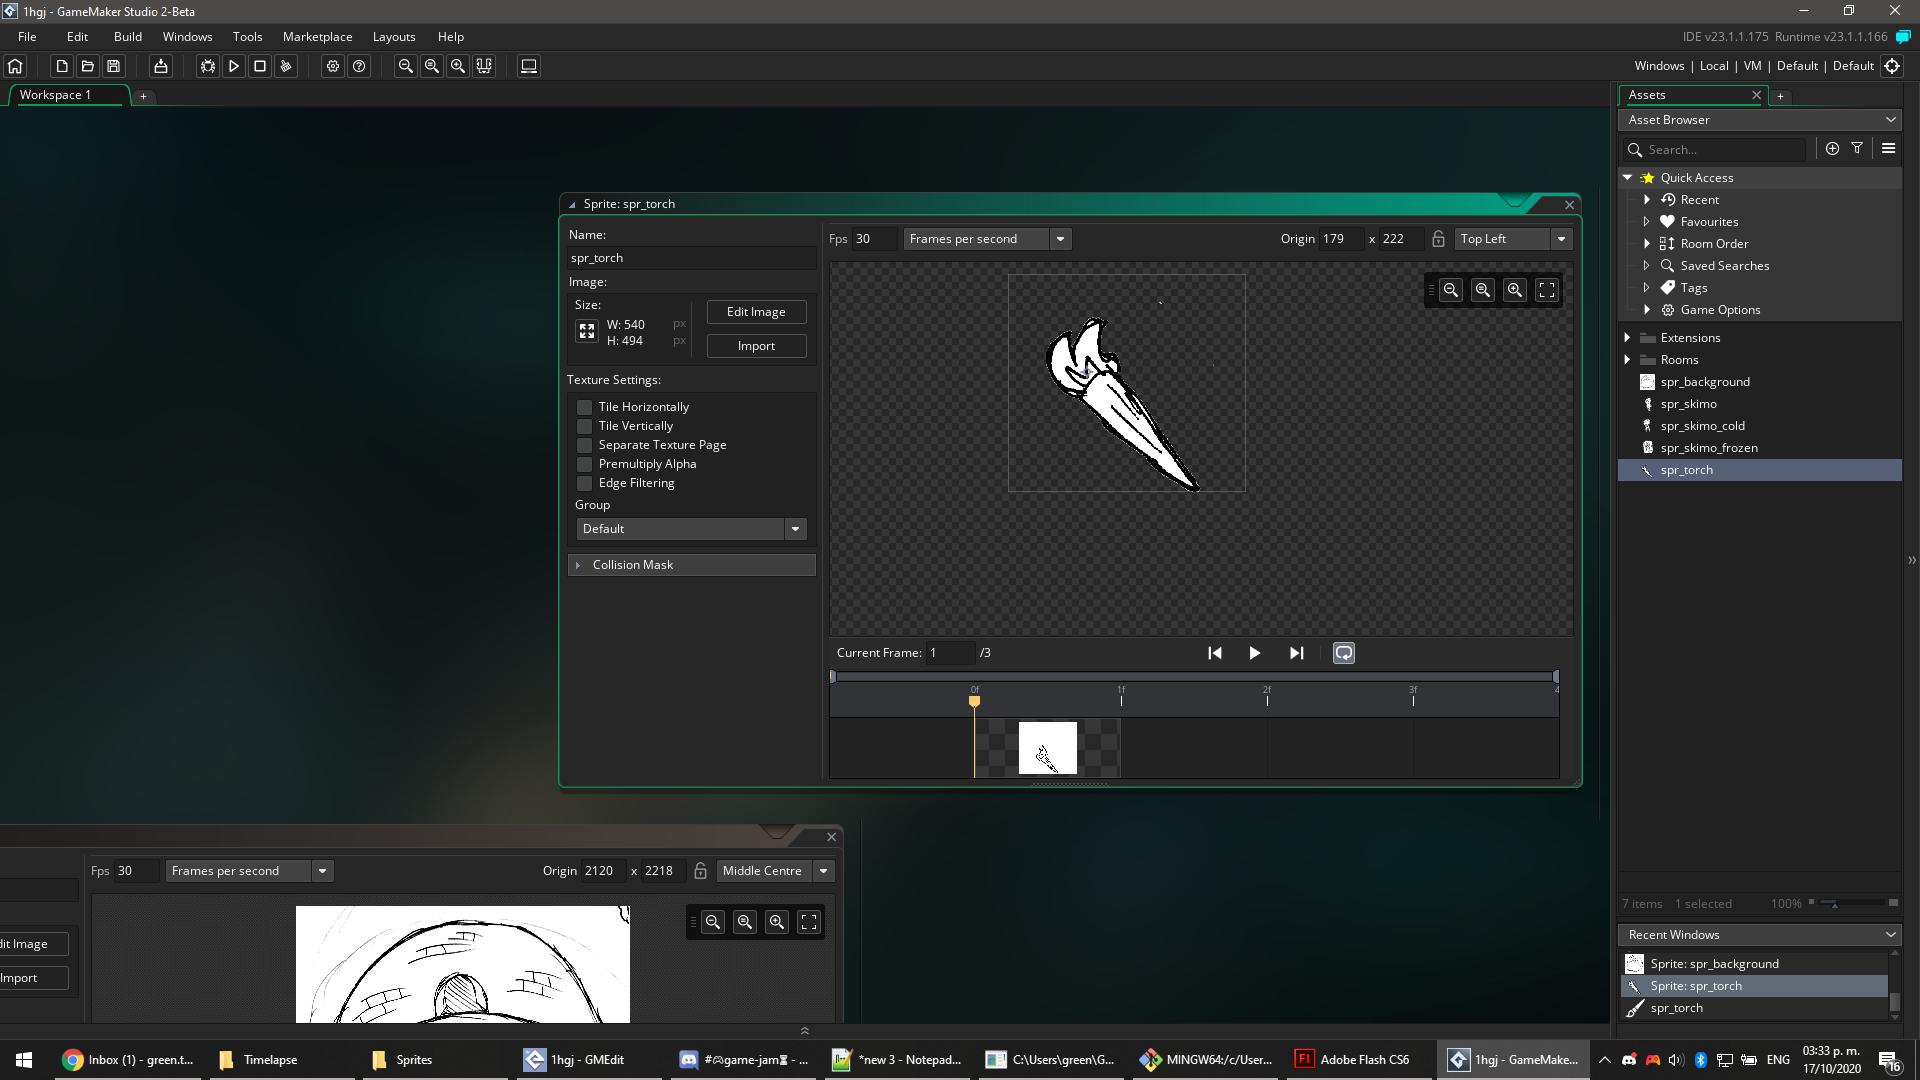 1hgj - GameMaker Studio 2-Beta
File Edit Build Windows Tools Marketplace Layouts Help
IDE v23.1.1.175 Runtime v23.1.1.166
Windows | Local | VM | Default | Default
Workspace 1 +
Assets +
Asset Browser
Search...
Quick Access
Recent
Favourites
Room Order
Saved Searches
Tags
Game Options
Extensions
Rooms
spr_background
spr_skimo
spr_skimo_cold
spr_skimo_frozen
spr_torch
7 items 1 selected 100%
Recent Windows
Sprite: spr_background
Sprite: spr_torch
spr_torch
Sprite: spr_torch
Name:
spr_torch
Image:
Size:
W: 540 px
H: 494 px
Edit Image
Import
Texture Settings:
Tile Horizontally
Tile Vertically
Separate Texture Page
Premultiply Alpha
Edge Filtering
Group
Default
Collision Mask
Fps 30 Frames per second Origin 179 x 222 Top Left
Current Frame: 1 /3
0f 1f 2f 3f 4
Fps 30 Frames per second Origin 2120 x 2218 Middle Centre
dit Image
Import
Inbox (1) - green.t...
Timelapse
Sprites
1hgj - GMEdit
*new 3 - Notepad...
C:\Users\green\G...
MINGW64:/c/User...
Adobe Flash CS6
1hgj - GameMake...
ENG
03:33 p. m.
17/10/2020
16